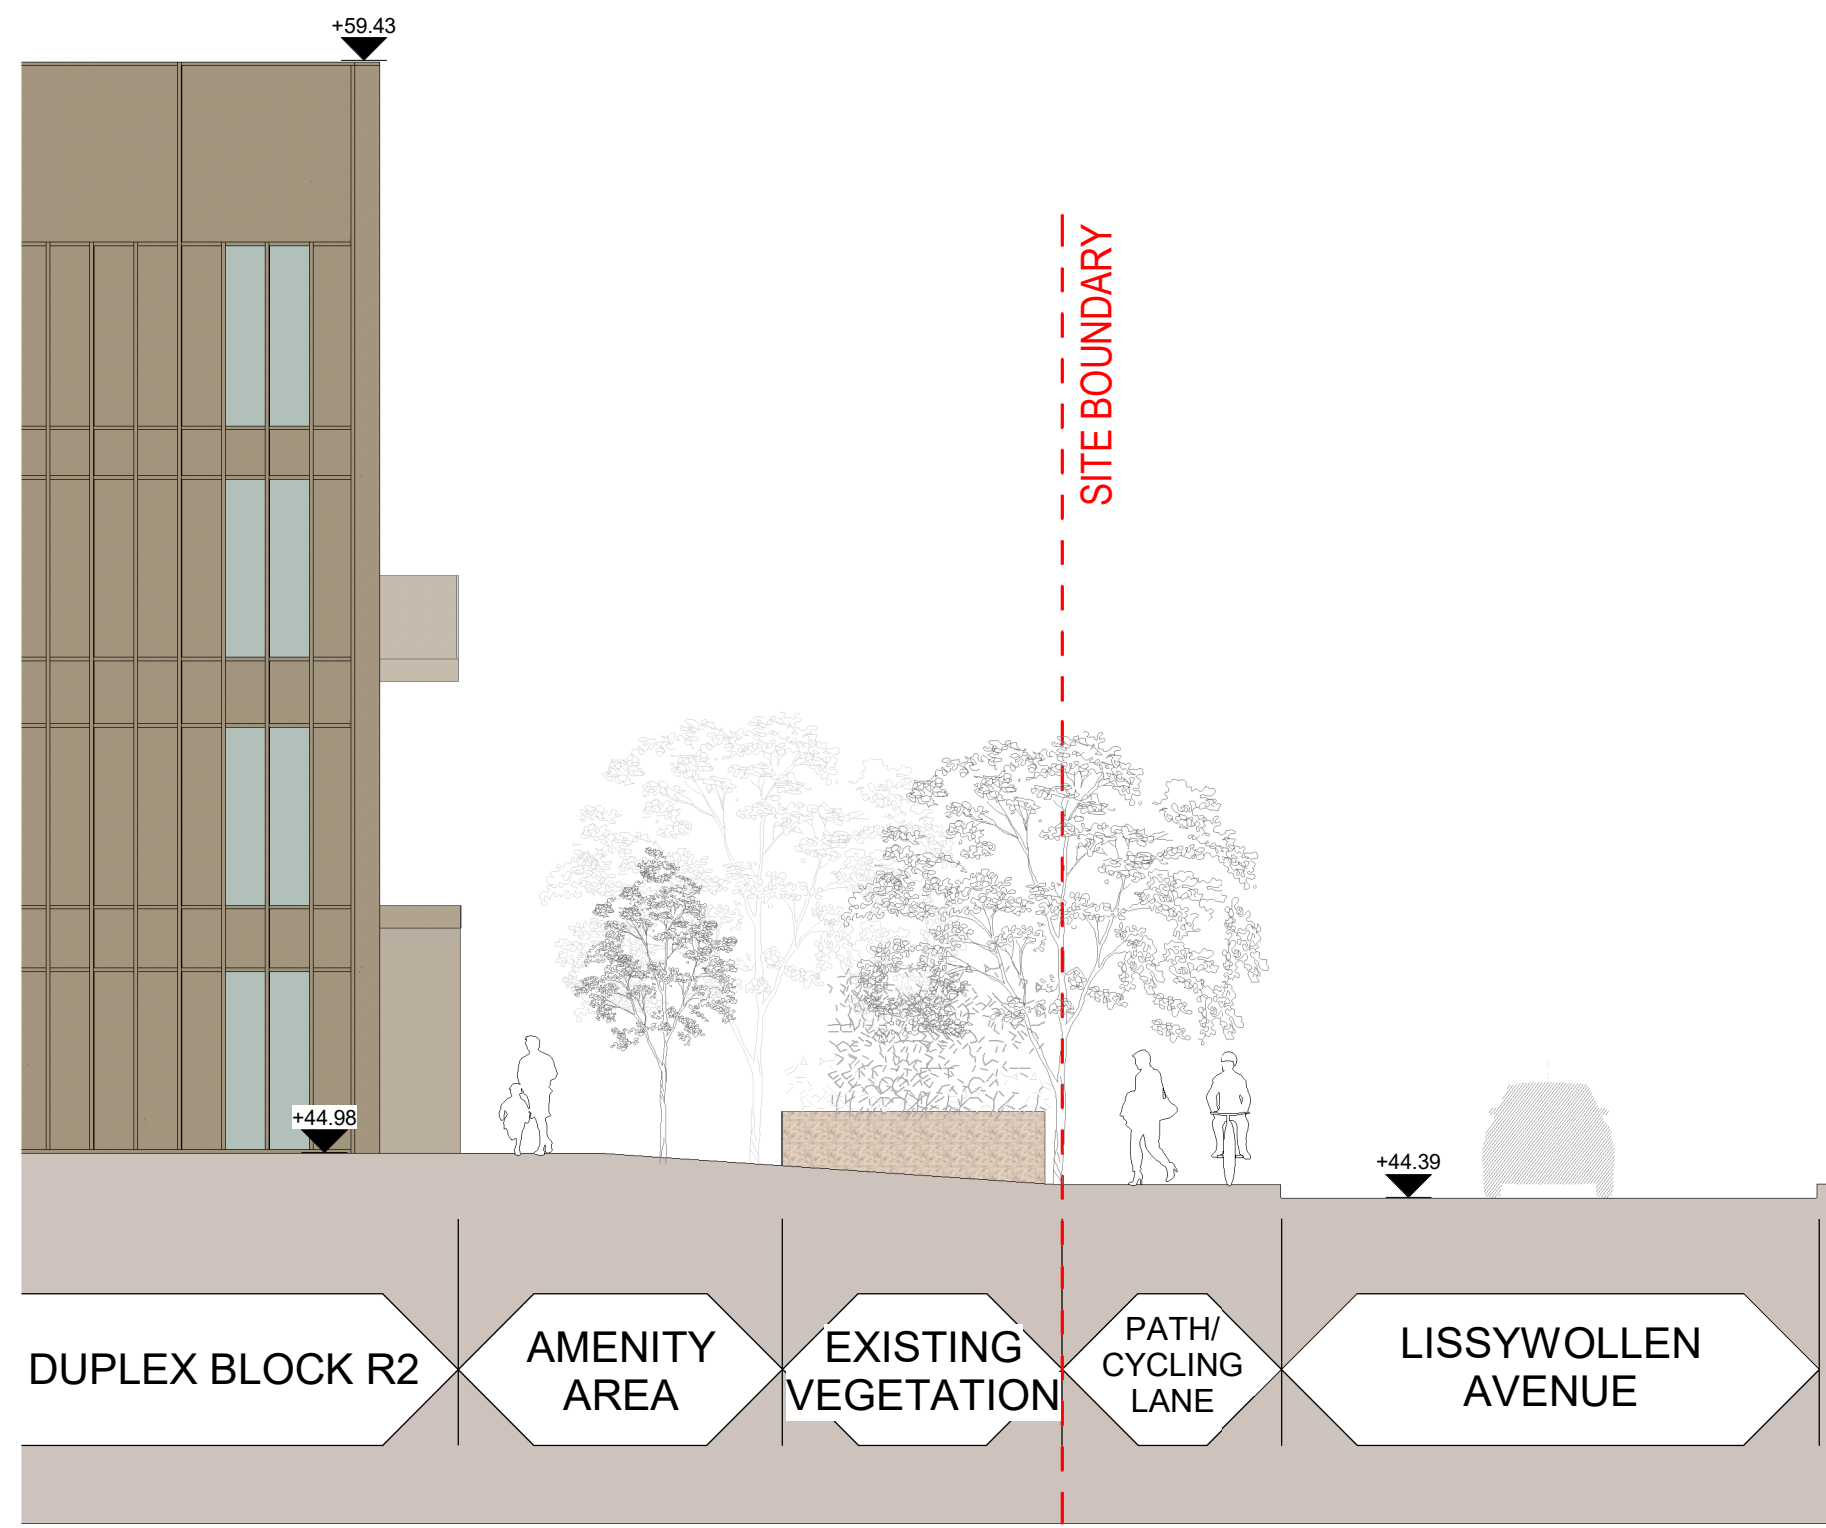 +59.43
SITE BOUNDARY
+44.98
+44.39
DUPLEX BLOCK R2
AMENITY
AREA
EXISTING
VEGETATION
PATH/
CYCLING
LANE
LISSYWOLLEN
AVENUE